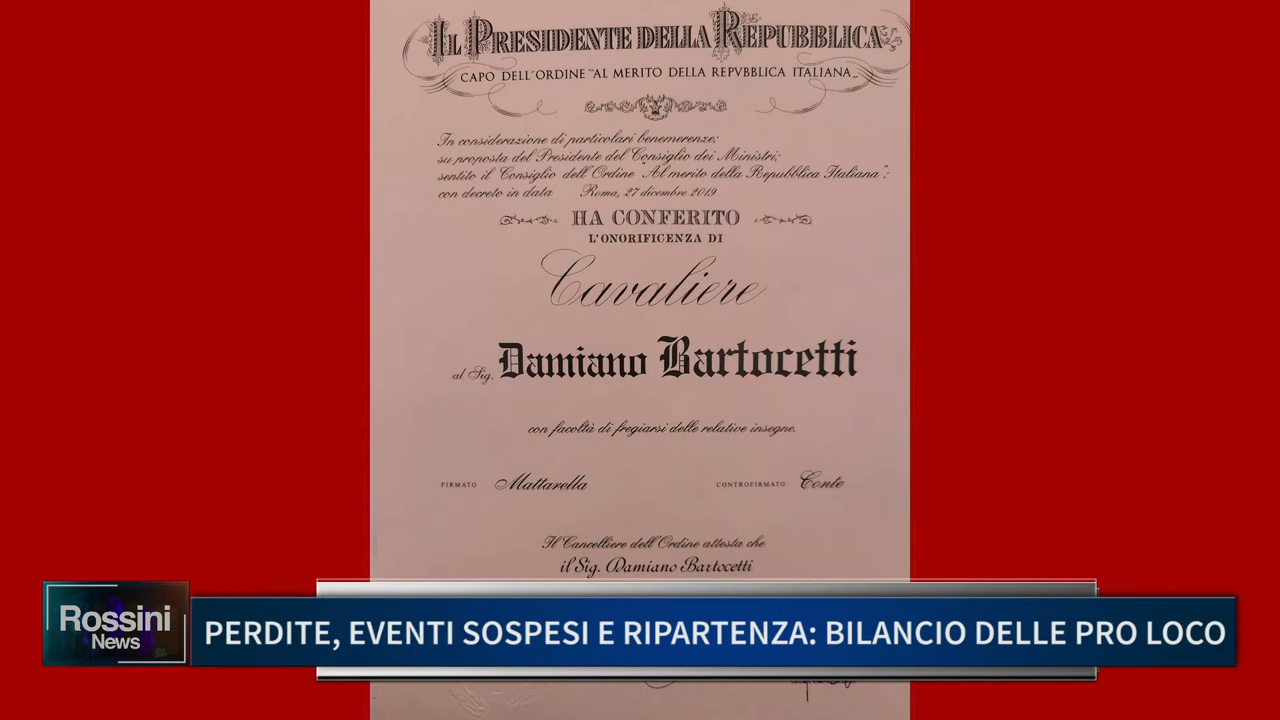 IL PRESIDENTE DELLA REPUBBLICA
CAPO DELL'ORDINE "AL MERITO DELLA REPVBBLICA ITALIANA„
In considerazione di particolari benemerenze;
su proposta del Presidente del Consiglio dei Ministri;
sentito il Consiglio dell'Ordine "Al merito della Repubblica Italiana";
con decreto in data Roma, 27 dicembre 2019
HA CONFERITO
L'ONORIFICENZA DI
Cavaliere
al Sig. Damiano Bartocetti
con facoltà di fregiarsi delle relative insegne.
FIRMATO Mattarella CONTROFIRMATO Conte
Il Cancelliere dell'Ordine attesta che
il Sig. Damiano Bartocetti
Rossini
News
PERDITE, EVENTI SOSPESI E RIPARTENZA: BILANCIO DELLE PRO LOCO